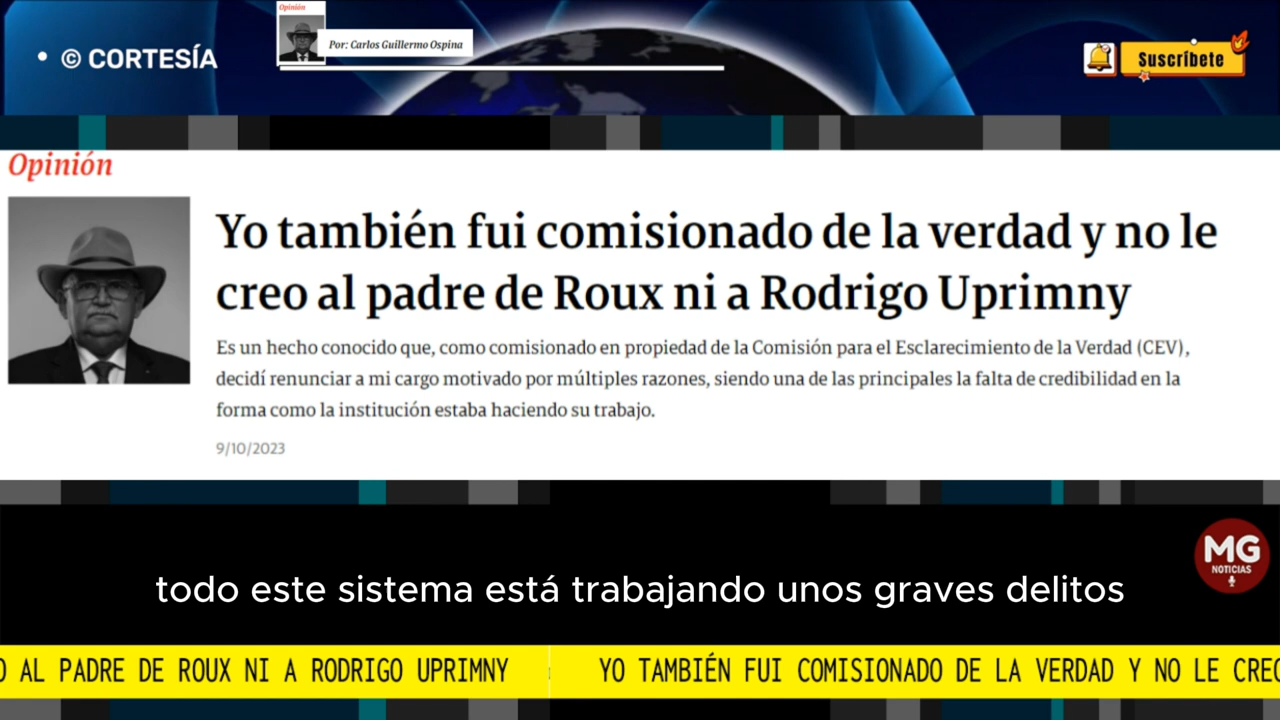 Opinión
Por: Carlos Guillermo Ospina
• © CORTESÍA
Suscríbete
Opinión
Yo también fui comisionado de la verdad y no le
creo al padre de Roux ni a Rodrigo Uprimny
Es un hecho conocido que, como comisionado en propiedad de la Comisión para el Esclarecimiento de la Verdad (CEV),
decidí renunciar a mi cargo motivado por múltiples razones, siendo una de las principales la falta de credibilidad en la
forma como la institución estaba haciendo su trabajo.
9/10/2023
MG
NOTICIAS
todo este sistema está trabajando unos graves delitos
O AL PADRE DE ROUX NI A RODRIGO UPRIMNY YO TAMBIÉN FUI COMISIONADO DE LA VERDAD Y NO LE CREO